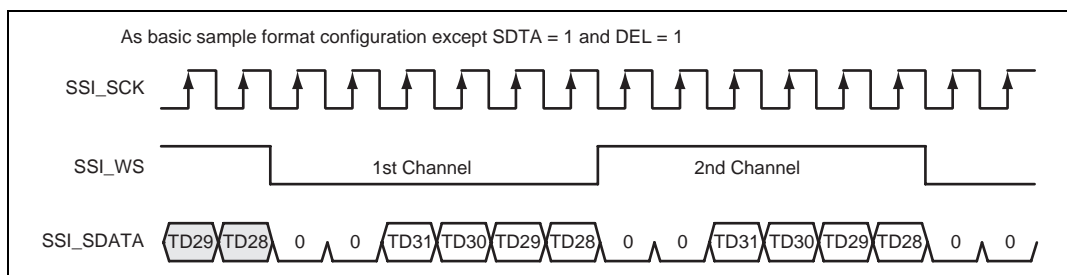 As basic sample format configuration except SDTA = 1 and DEL = 1
SSI_SCK
SSI_WS 1st Channel 2nd Channel
SSI_SDATA TD29 TD28 0 0 TD31 TD30 TD29 TD28 0 0 TD31 TD30 TD29 TD28 0 0